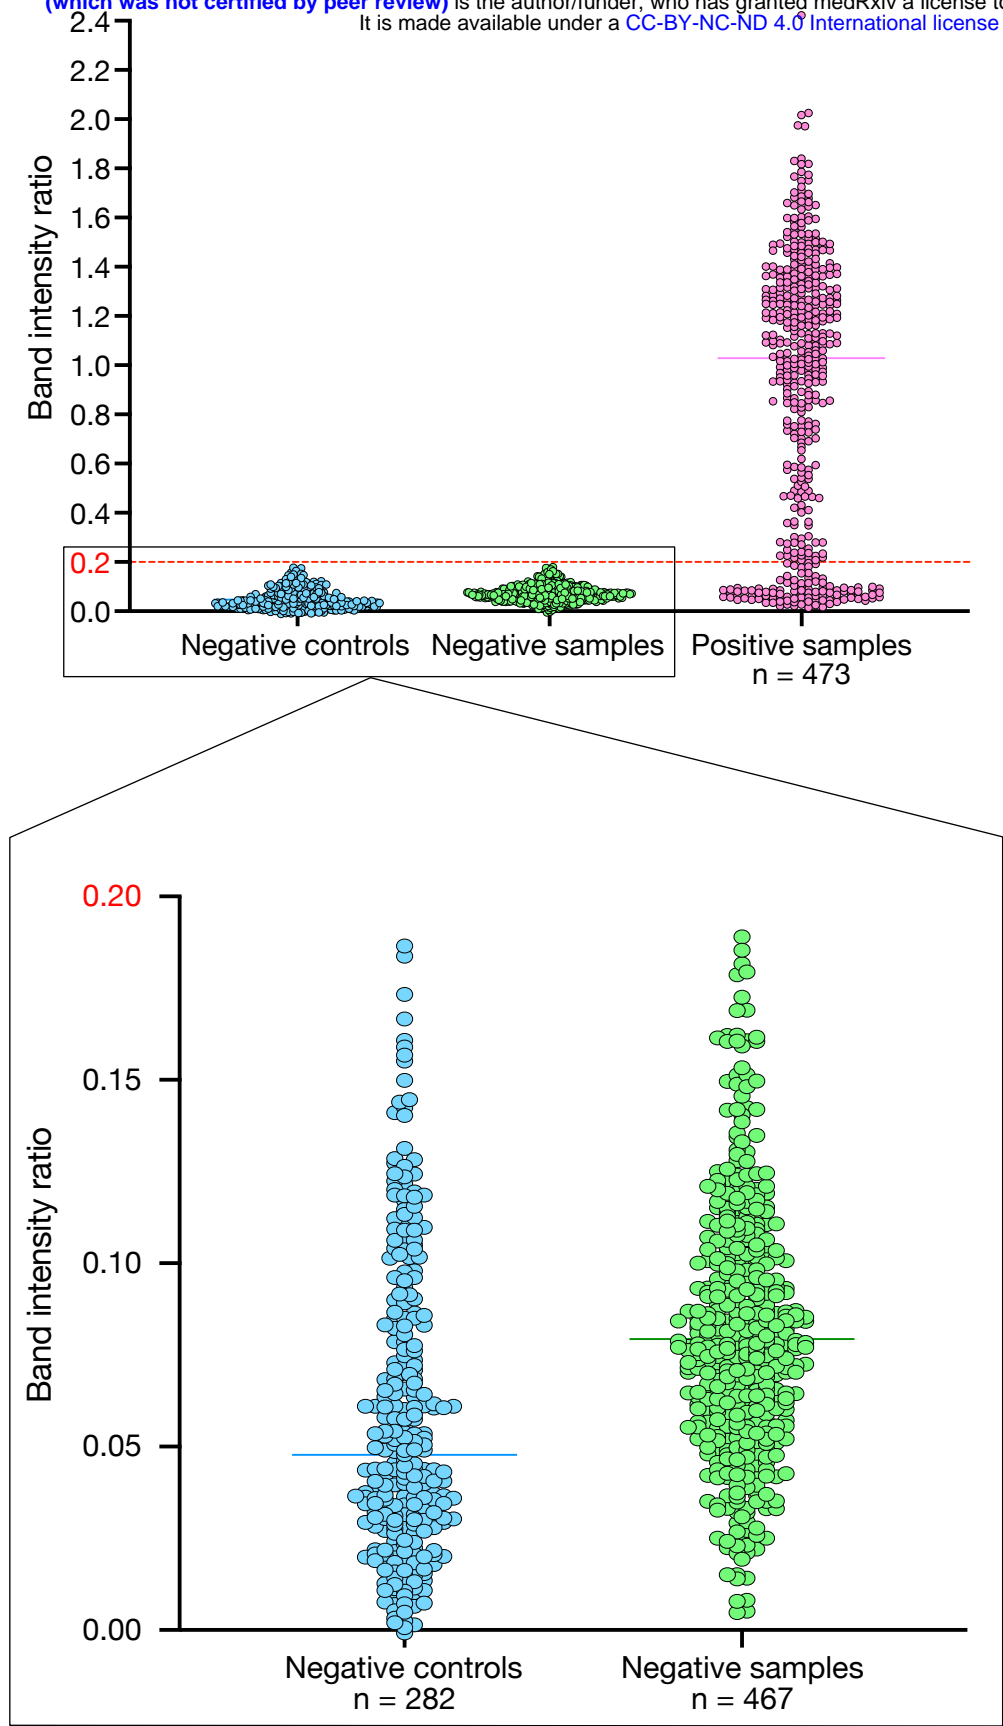 (which was not certified by peer review) is the author/funder, who has granted medRxiv a license to
It is made available under a CC-BY-NC-ND 4.0 International license
2.4
2.2
2.0
1.8
1.6
1.4
1.2
1.0
0.8
0.6
0.4
0.2
0.0
Band intensity ratio
Negative controls
Negative samples
Positive samples
n = 473
0.20
0.15
0.10
0.05
0.00
Band intensity ratio
Negative controls
n = 282
Negative samples
n = 467